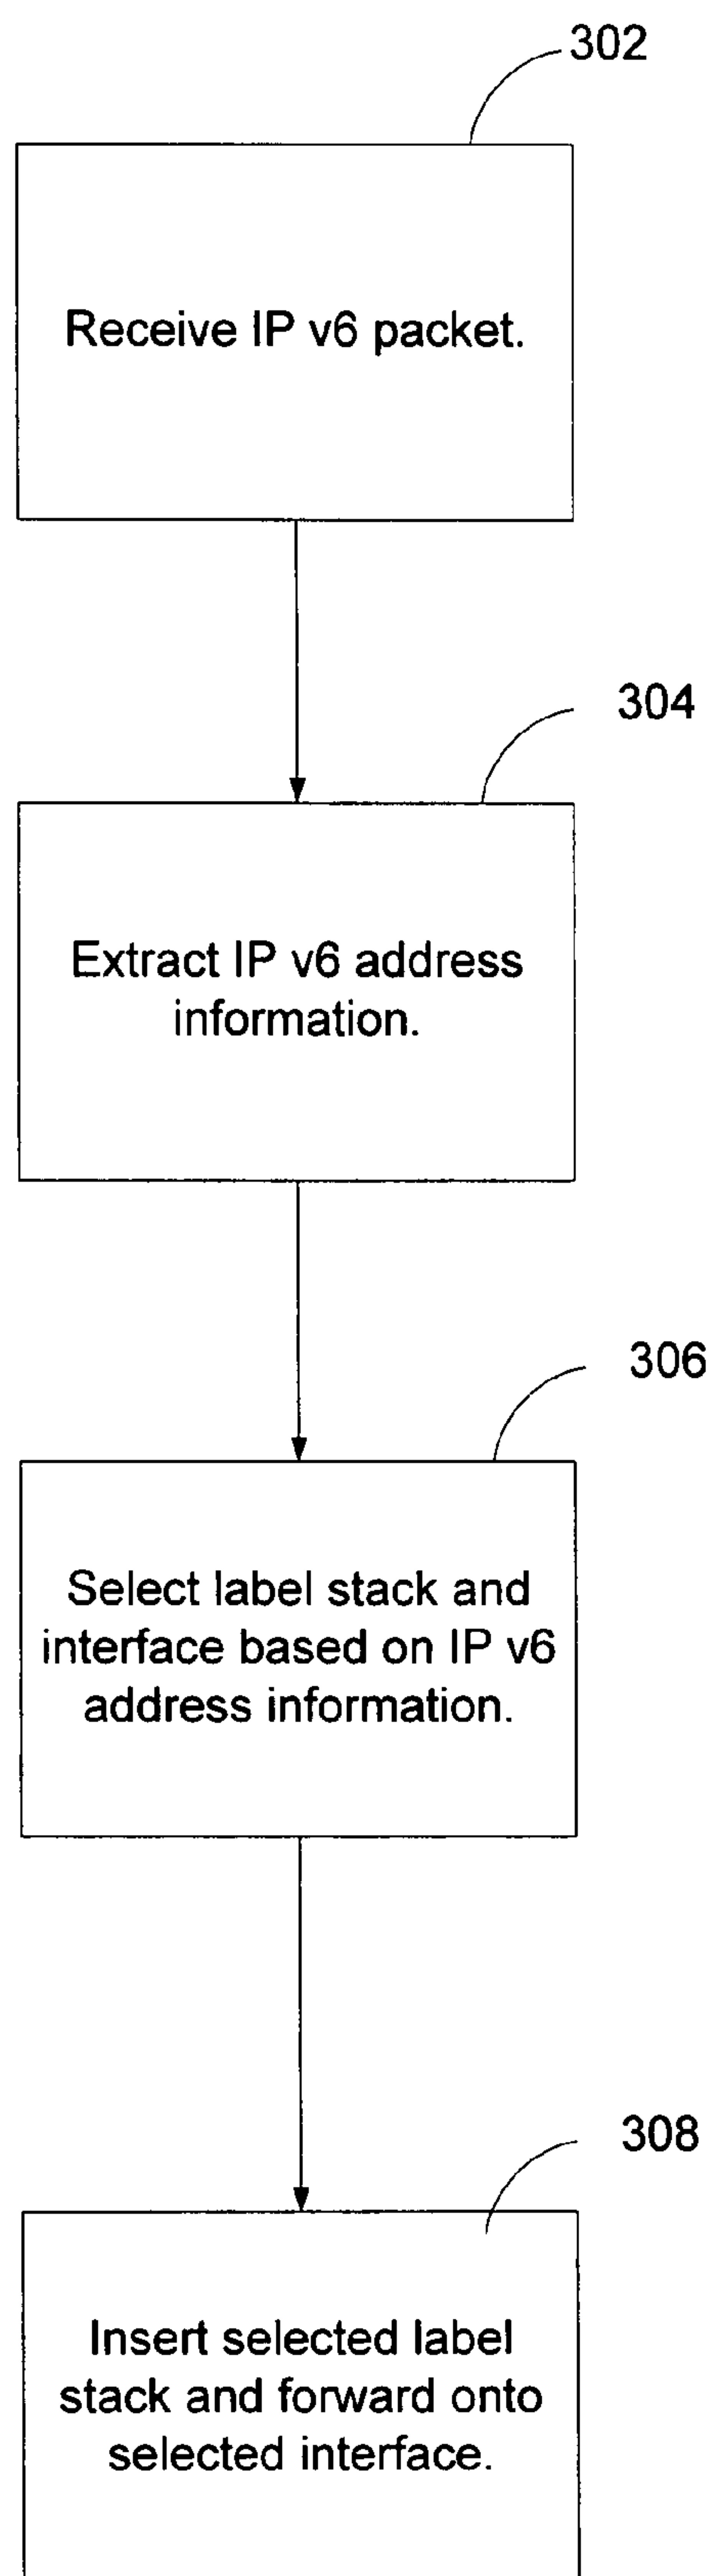 302
Receive IP v6 packet.
304
Extract IP v6 address
information.
306
Select label stack and
interface based on IP v6
address information.
308
Insert selected label
stack and forward onto
selected interface.